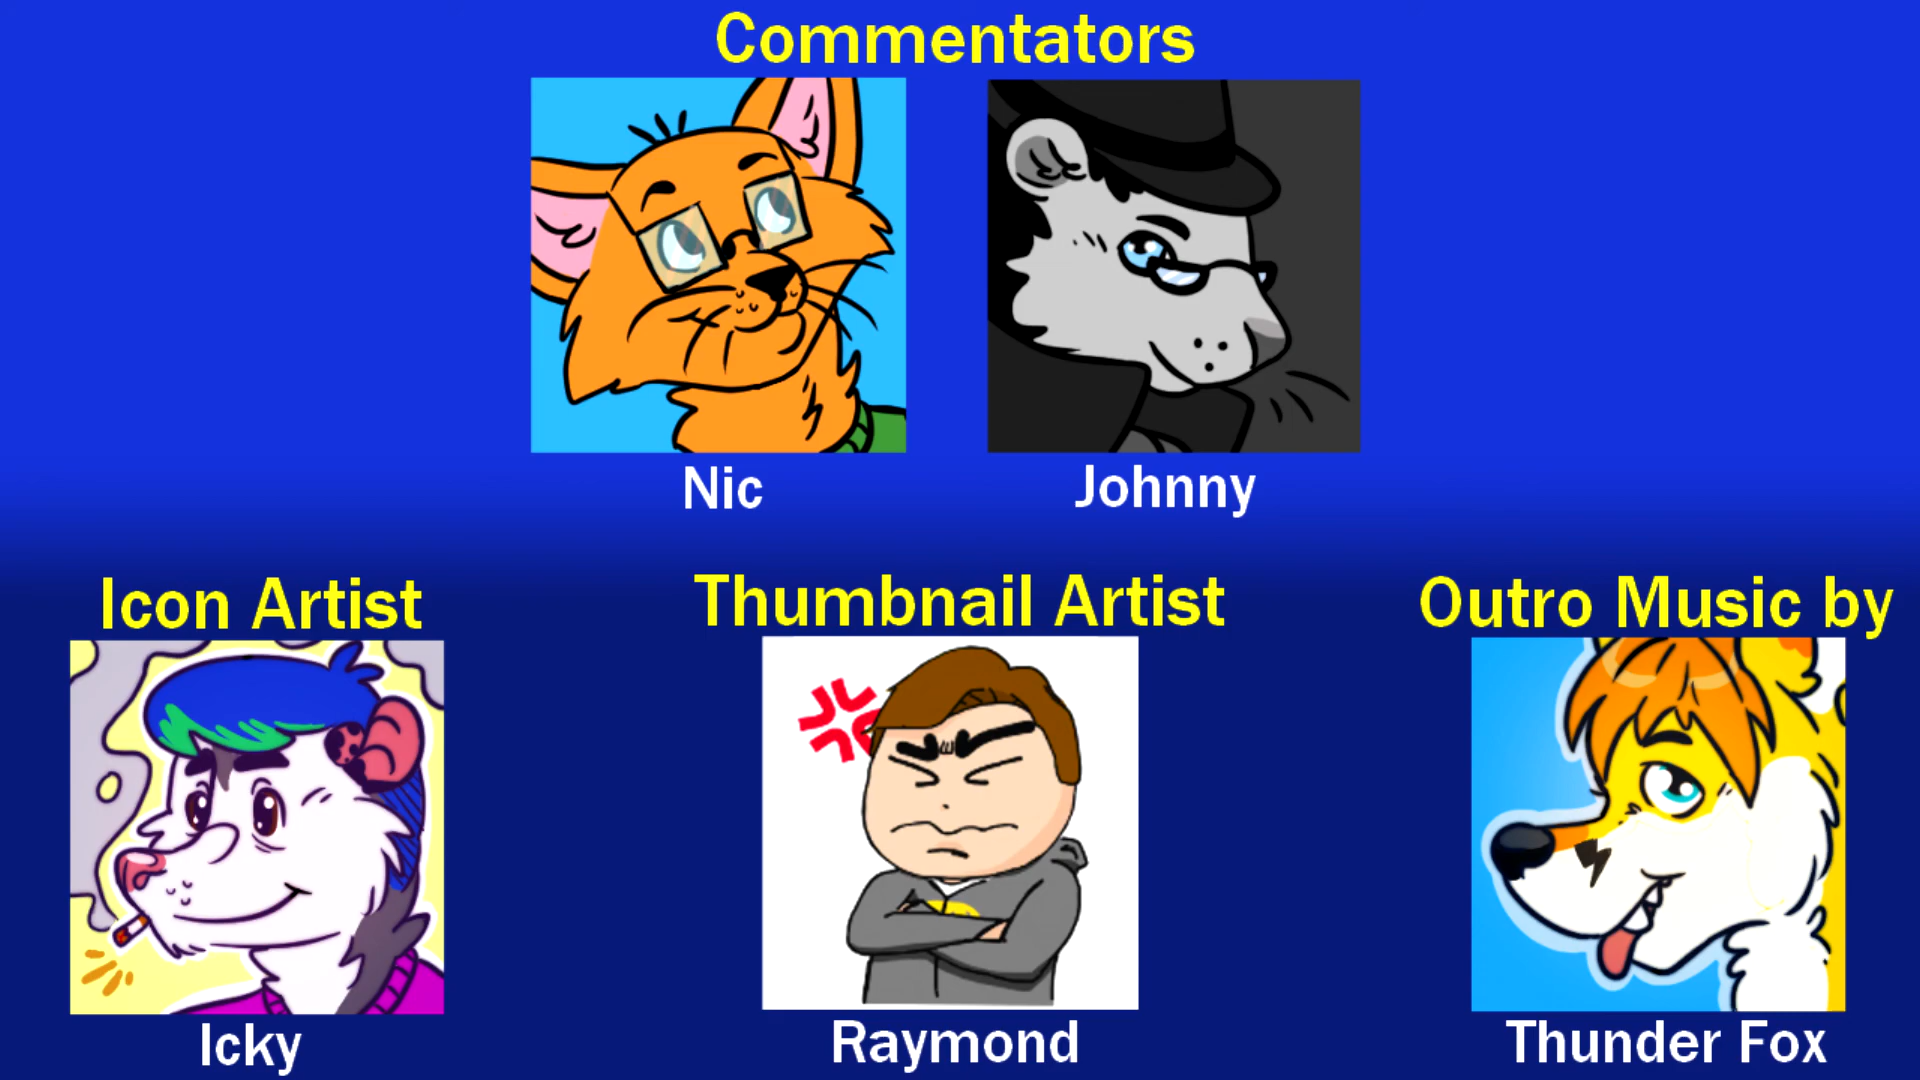 Commentators
Nic
Johnny
Icon Artist
Icky
Thumbnail Artist
Raymond
Outro Music by
Thunder Fox